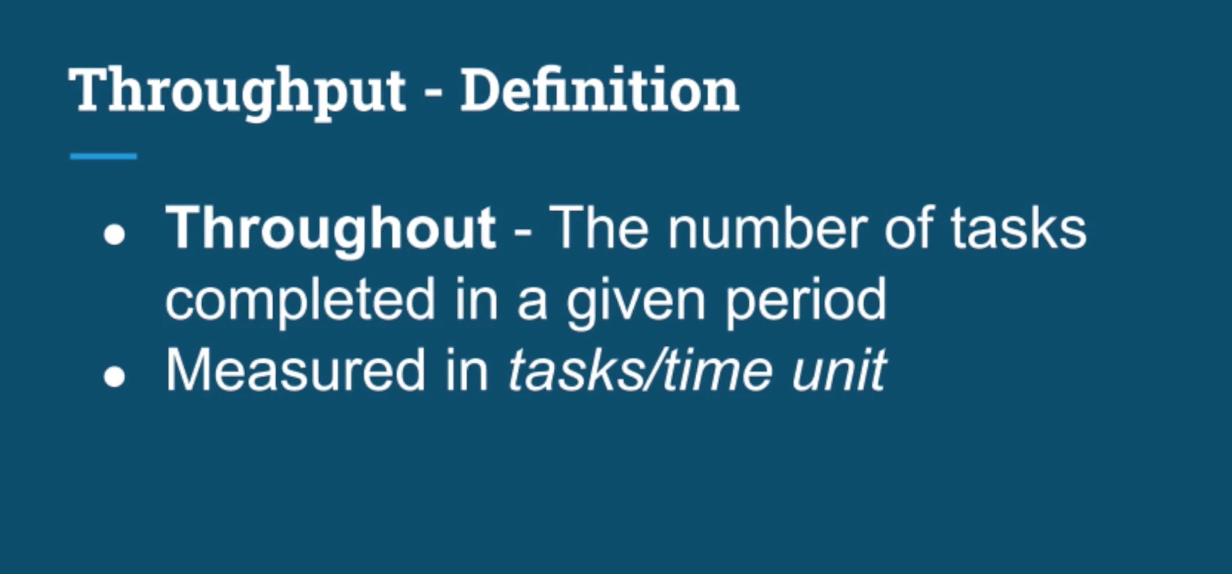 Throughput - Definition
● Throughout - The number of tasks
completed in a given period
● Measured in tasks/time unit